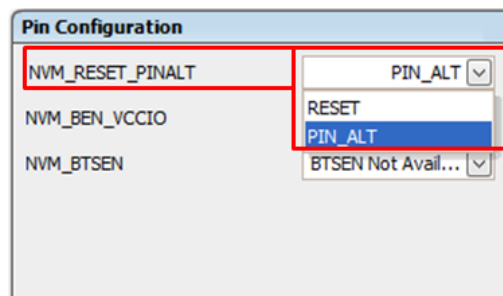 Pin Configuration
NVM_RESET_PINALT PIN_ALT
RESET
NVM_BEN_VCCIO
PIN_ALT
NVM_BTSEN BTSEN Not Avail...